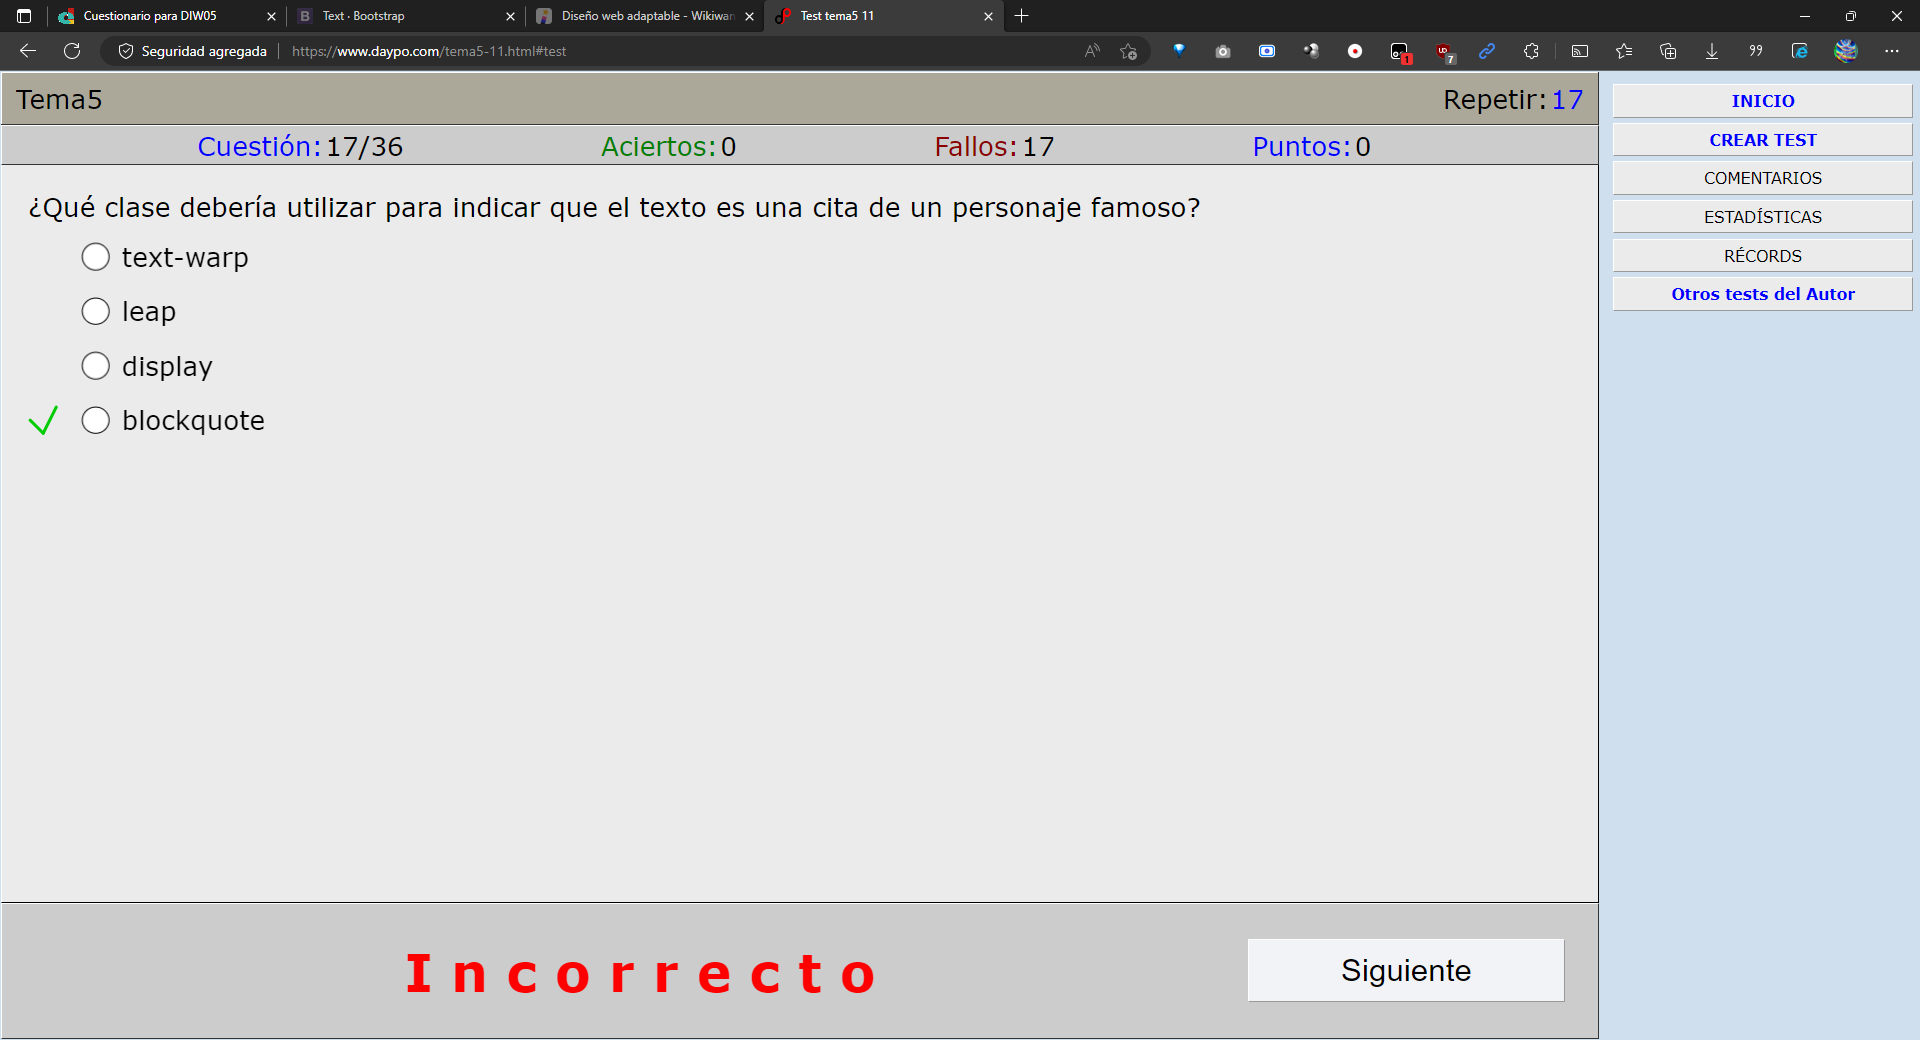 Cuestionario para DIW05
Text · Bootstrap
Diseño web adaptable - Wikiwan
Test tema5 11
Seguridad agregada
https://www.daypo.com/tema5-11.html#test
1
7
Tema5
Repetir:17
Cuestión:17/36
Aciertos:0
Fallos:17
Puntos:0
¿Qué clase debería utilizar para indicar que el texto es una cita de un personaje famoso?
text-warp
leap
display
blockquote
Incorrecto
Siguiente
INICIO
CREAR TEST
COMENTARIOS
ESTADÍSTICAS
RÉCORDS
Otros tests del Autor